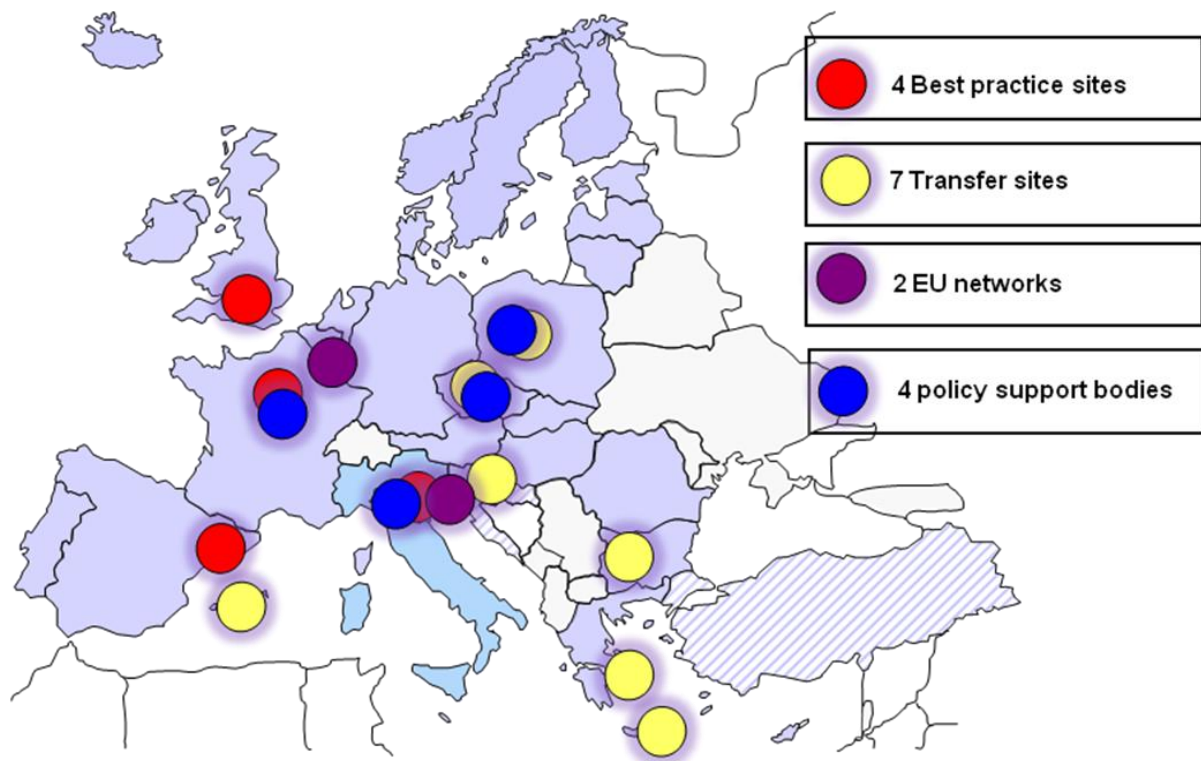 4 Best practice sites
7 Transfer sites
2 EU networks
4 policy support bodies